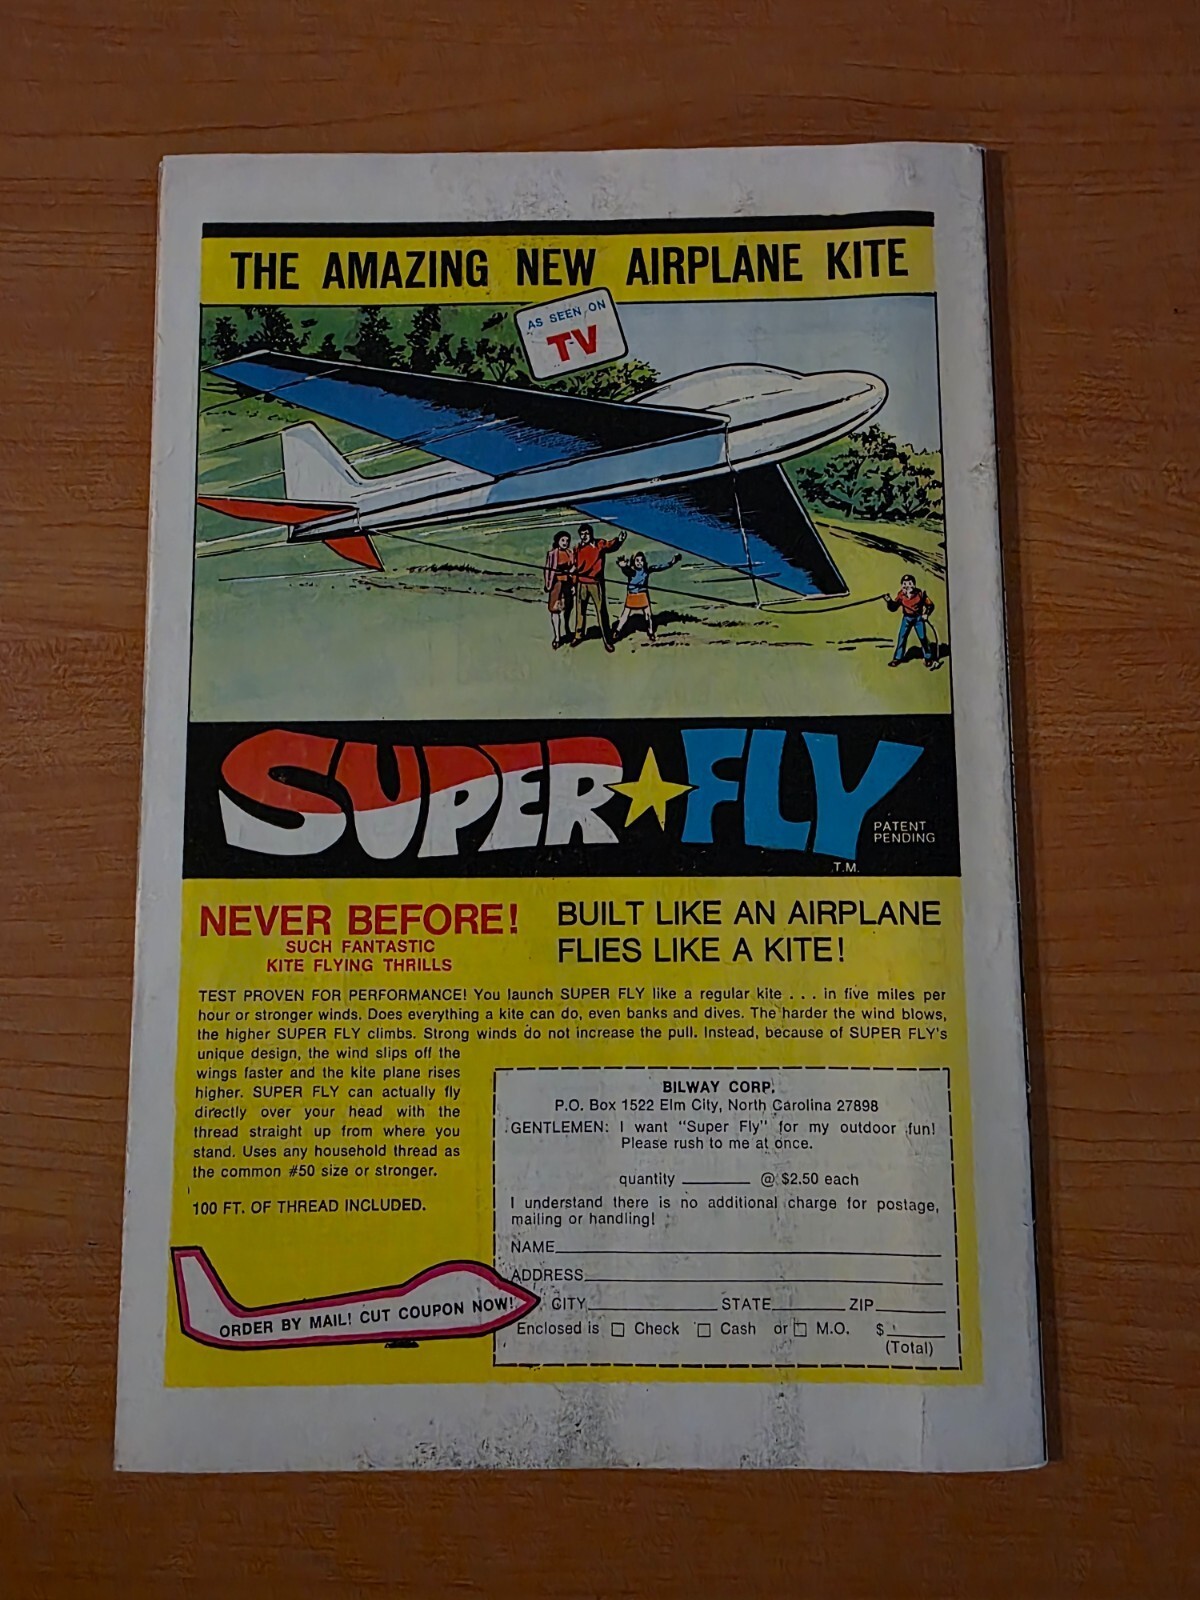 THE AMAZING NEW AIRPLANE KITE
AS SEEN ON
TV
SUPER FLY
PATENT
PENDING
T.M.
NEVER BEFORE!
SUCH FANTASTIC
KITE FLYING THRILLS
BUILT LIKE AN AIRPLANE
FLIES LIKE A KITE!
TEST PROVEN FOR PERFORMANCE! You launch SUPER FLY like a regular kite . . . in five miles per
hour or stronger winds. Does everything a kite can do, even banks and dives. The harder the wind blows,
the higher SUPER FLY climbs. Strong winds do not increase the pull. Instead, because of SUPER FLY's
unique design, the wind slips off the
wings faster and the kite plane rises
higher. SUPER FLY can actually fly
directly over your head with the
thread straight up from where you
stand. Uses any household thread as
the common #50 size or stronger.
100 FT. OF THREAD INCLUDED.
ORDER BY MAIL! CUT COUPON NOW!
BILWAY CORP.
P.O. Box 1522 Elm City, North Carolina 27898
GENTLEMEN: I want "Super Fly" for my outdoor fun!
Please rush to me at once.
quantity ________ @ $2.50 each
I understand there is no additional charge for postage,
mailing or handling!
NAME
ADDRESS
CITY STATE ZIP
Enclosed is □ Check □ Cash or □ M.O. $
(Total)